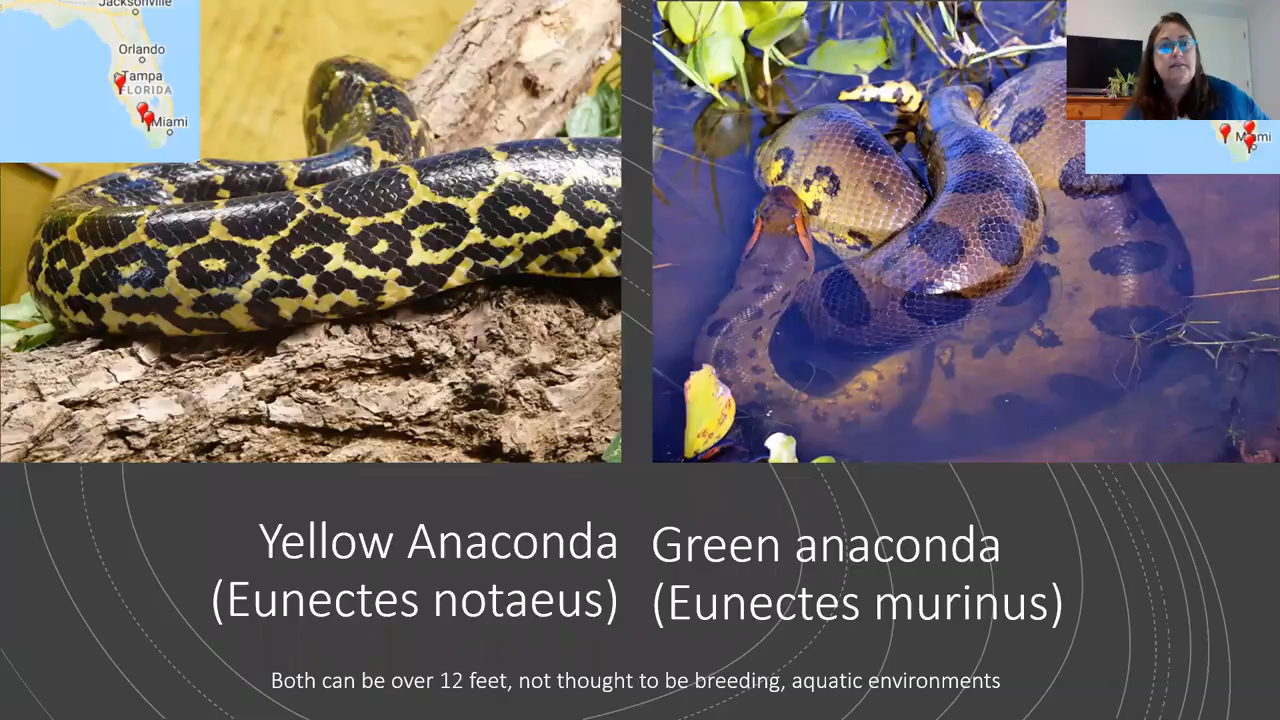 Jacksonville
Orlando
Tampa
FLORIDA
Miami
Miami
Yellow Anaconda
(Eunectes notaeus)
Green anaconda
(Eunectes murinus)
Both can be over 12 feet, not thought to be breeding, aquatic environments